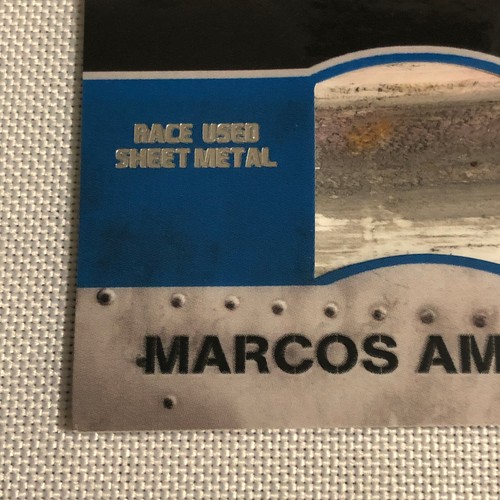 RACE USED
SHEET METAL
MARCOS AM